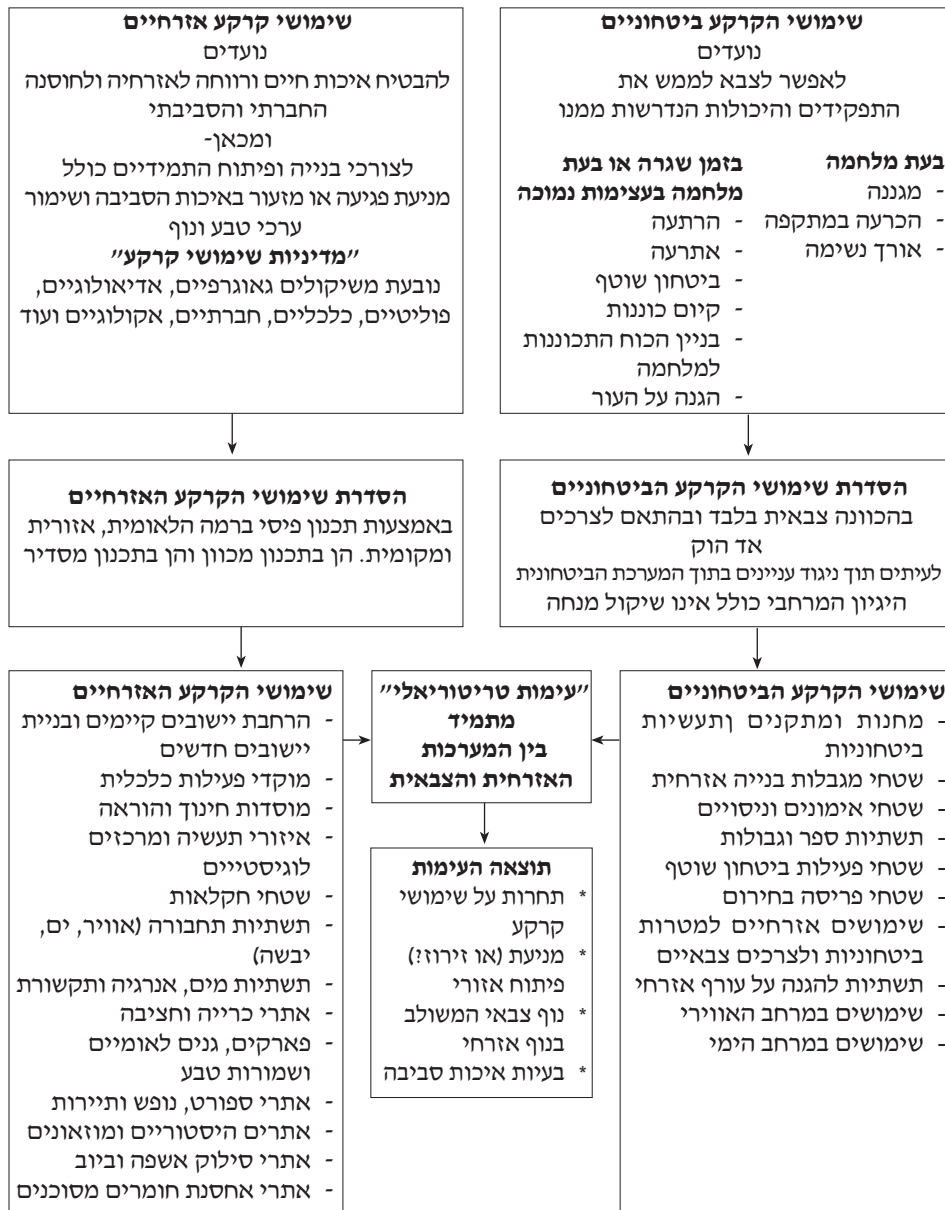 שימושי הקרקע ביטחוניים
נועדים
לאפשר לצבא לממש את
התפקידים והיכולות הנדרשות ממנו
בעת מלחמה
- מגננה
- הכרעה במתקפה
- אורך נשימה
בזמן שגרה או בעת
מלחמה בעצימות נמוכה
- הרתעה
- אתרעה
- ביטחון שוטף
- קיום כוננות
- בניין הכוח התכוננות
למלחמה
- הגנה על העור
שימושי קרקע אזרחיים
נועדים
להבטיח איכות חיים ורווחה לאזרחיה ולחוסנה
החברתי והסביבתי
ומכאן-
לצורכי בנייה ופיתוח התמידיים כולל
מניעת פגיעה או מזעור באיכות הסביבה ושימור
ערכי טבע ונוף
"מדיניות שימושי קרקע"
נובעת משיקולים גאוגרפיים, אדיאולוגיים,
פוליטיים, כלכליים, חברתיים, אקולוגיים ועוד
הסדרת שימושי הקרקע הביטחוניים
בהכוונה צבאית בלבד ובהתאם לצרכים
אד הוק
לעיתים תוך ניגוד עניינים בתוך המערכת הביטחונית
היגיון המרחבי כולל אינו שיקול מנחה
הסדרת שימושי הקרקע האזרחיים
באמצעות תכנון פיסי ברמה הלאומית, אזורית
ומקומית. הן בתכנון מכוון והן בתכנון מסדיר
שימושי הקרקע הביטחוניים
– מחנות ומתקנים ותעשיות
ביטחוניות
– שטחי מגבלות בנייה אזרחית
– שטחי אימונים וניסויים
– תשתיות ספר וגבולות
– שטחי פעילות ביטחון שוטף
– שטחי פריסה בחירום
– שימושים אזרחיים למטרות
ביטחוניות ולצרכים צבאיים
– תשתיות להגנה על עורף אזרחי
– שימושים במרחב האווירי
– שימושים במרחב הימי
"עימות טריטוריאלי"
מתמיד
בין המערכות
האזרחית והצבאית
תוצאה העימות
* תחרות על שימושי
קרקע
* מניעת (או זירוז?)
פיתוח אזורי
* נוף צבאי המשולב
בנוף אזרחי
* בעיות איכות סביבה
שימושי הקרקע האזרחיים
- הרחבת יישובים קיימים ובניית
יישובים חדשים
- מוקדי פעילות כלכלית
- מוסדות חינוך והוראה
- איזורי תעשיה ומרכזים
לוגיסטייים
- שטחי חקלאות
- תשתיות תחבורה (אוויר, ים,
יבשה)
- תשתיות מים, אנרגיה ותקשורת
- אתרי כרייה וחציבה
- פארקים, גנים לאומיים
ושמורות טבע
- אתרי ספורט, נופש ותיירות
- אתרים היסטוריים ומוזאונים
- אתרי סילוק אשפה וביוב
- אתרי אחסנת חומרים מסוכנים